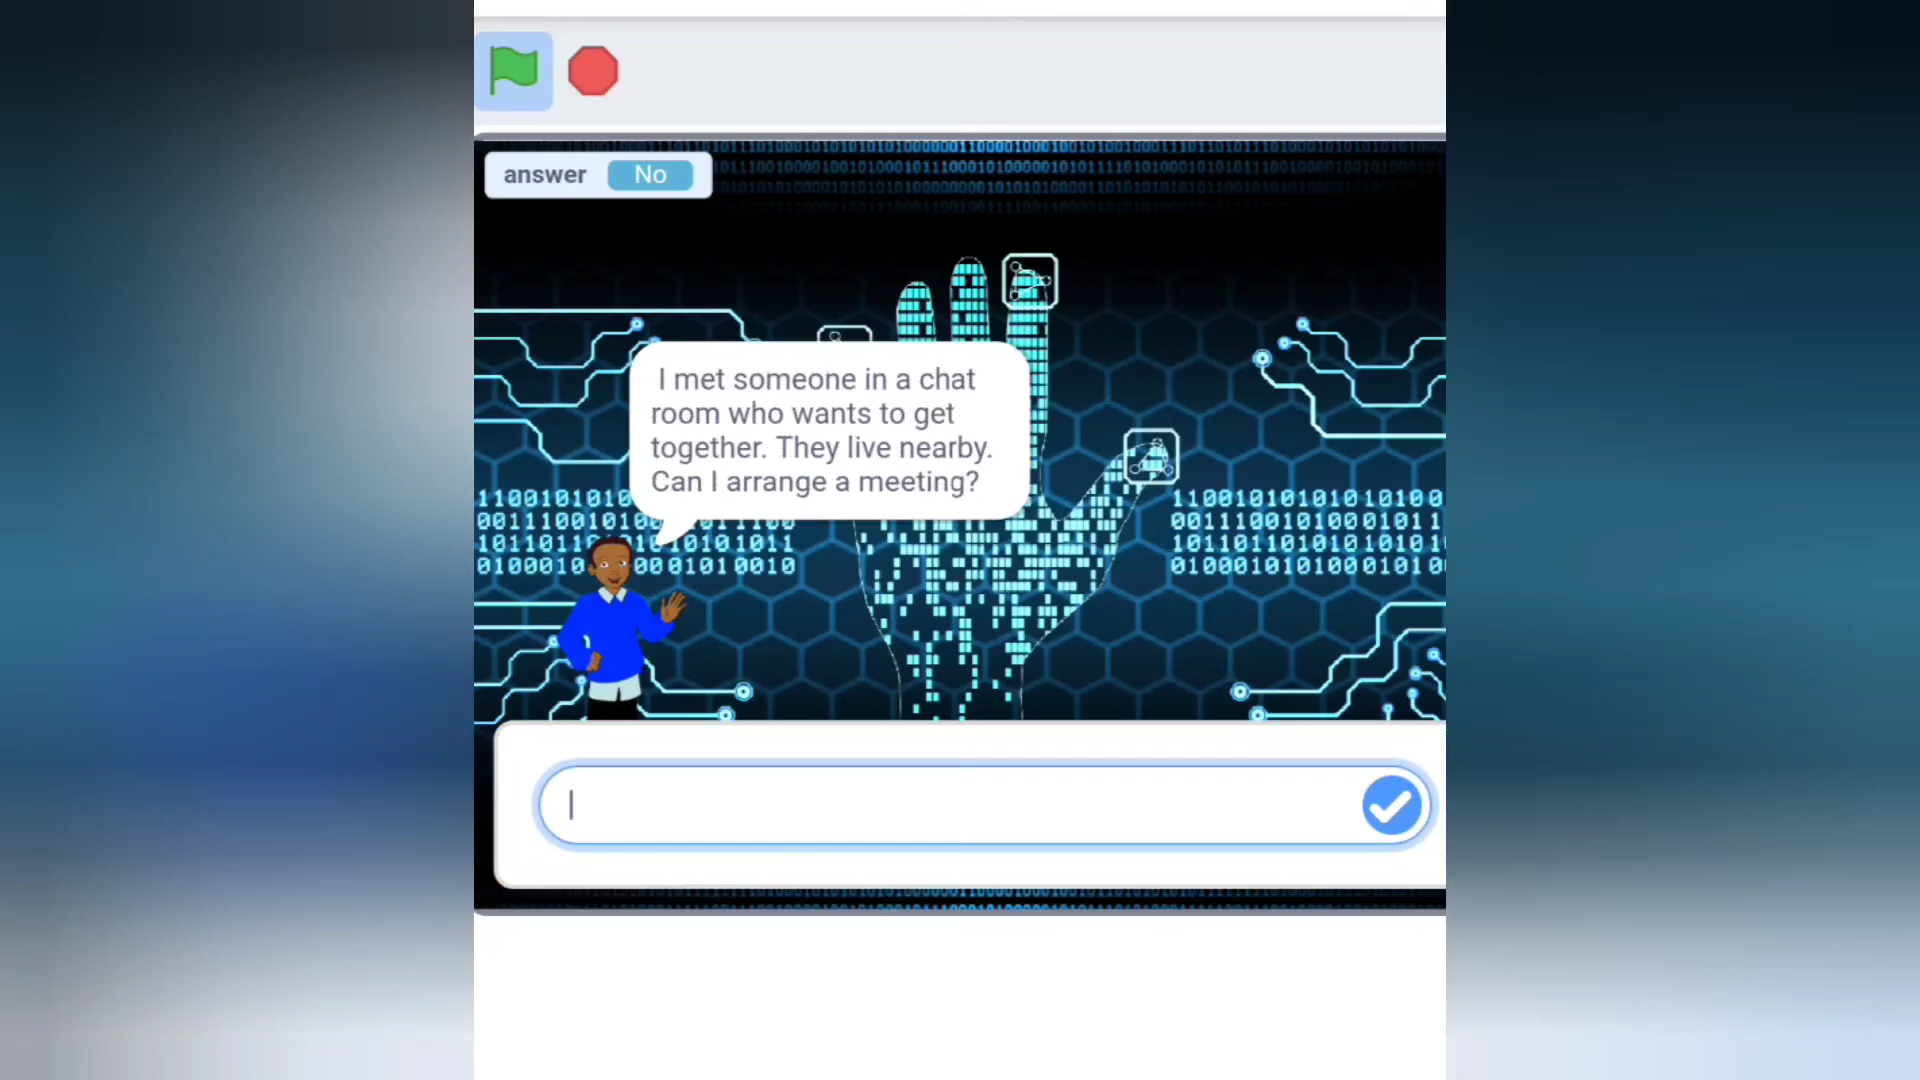 answer No
I met someone in a chat
room who wants to get
together. They live nearby.
Can I arrange a meeting?